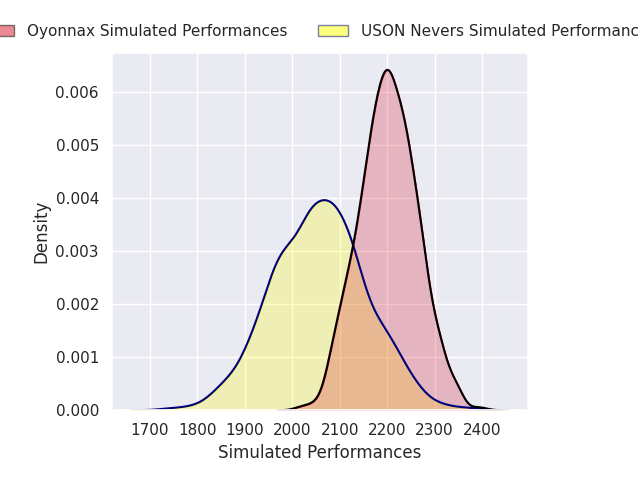 Oyonnax Simulated Performances
USON Nevers Simulated Performanc
0.006
0.005
0.004
0.003
0.002
0.001
0.000
Density
1700 1800 1900 2000 2100 2200 2300 2400
Simulated Performances